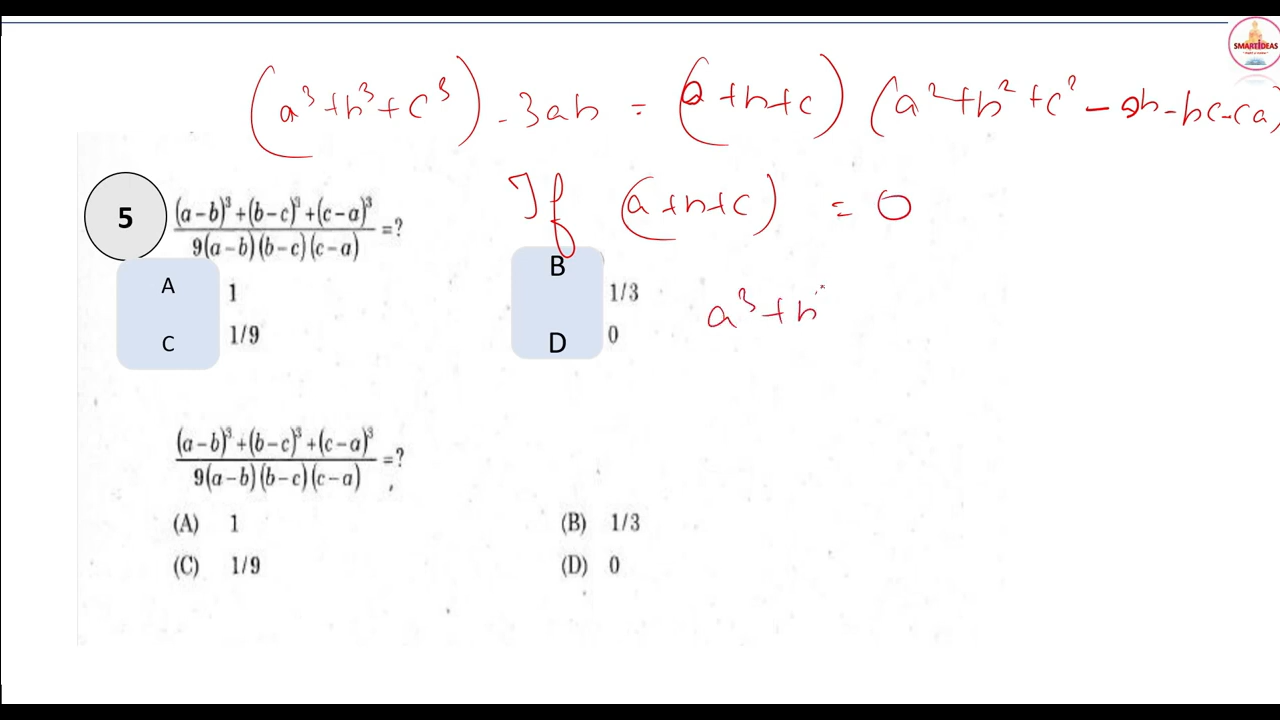 SMARTIDEAS
(a³+b³+c³) - 3ab = (a+b+c) (a²+b²+c² - ab - bc - ca)
If (a+b+c) = 0
5 (a−b)³+(b−c)³+(c−a)³ / 9(a−b)(b−c)(c−a) =?
A 1 B 1/3
C 1/9 D 0
a³+b
(a−b)³+(b−c)³+(c−a)³ / 9(a−b)(b−c)(c−a) =?
(A) 1 (B) 1/3
(C) 1/9 (D) 0